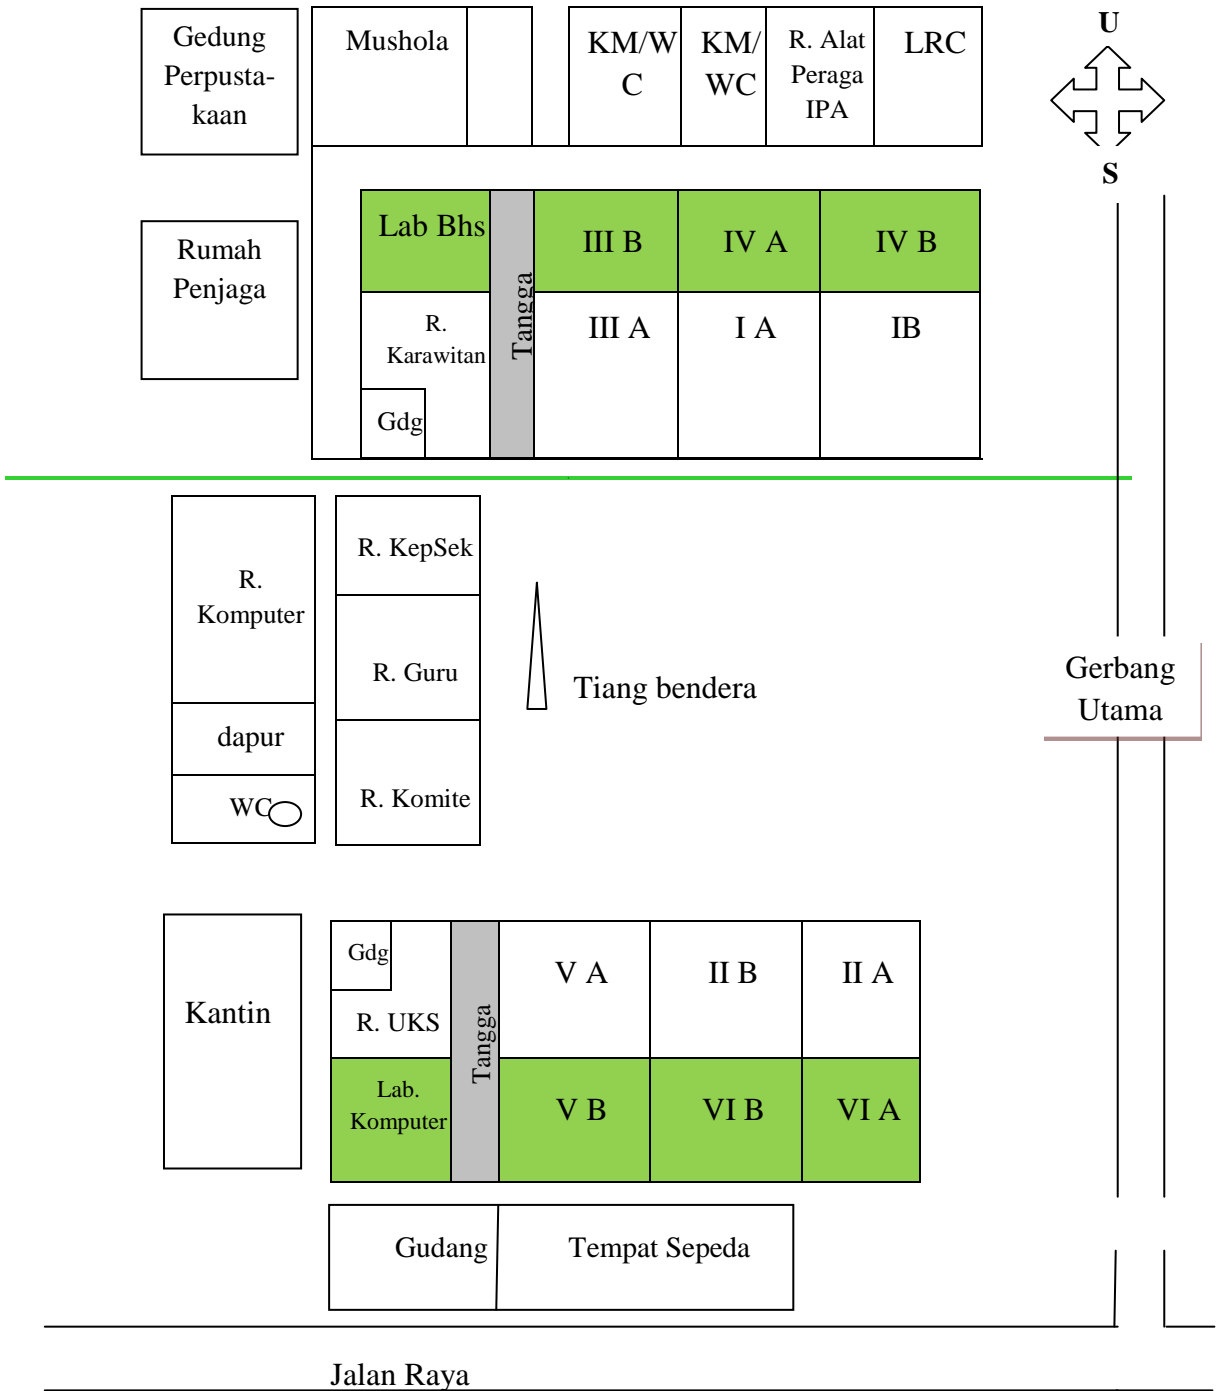 Gedung
Perpusta-
kaan
Mushola
KM/W
C
KM/
WC
R. Alat
Peraga
IPA
LRC
U
S
Rumah
Penjaga
Lab Bhs
Tangga
III B
IV A
IV B
R.
Karawitan
Gdg
III A
I A
IB
R.
Komputer
dapur
WC
R. KepSek
R. Guru
R. Komite
Tiang bendera
Gerbang
Utama
Kantin
Gdg
R. UKS
Tangga
V A
II B
II A
Lab.
Komputer
V B
VI B
VI A
Gudang
Tempat Sepeda
Jalan Raya